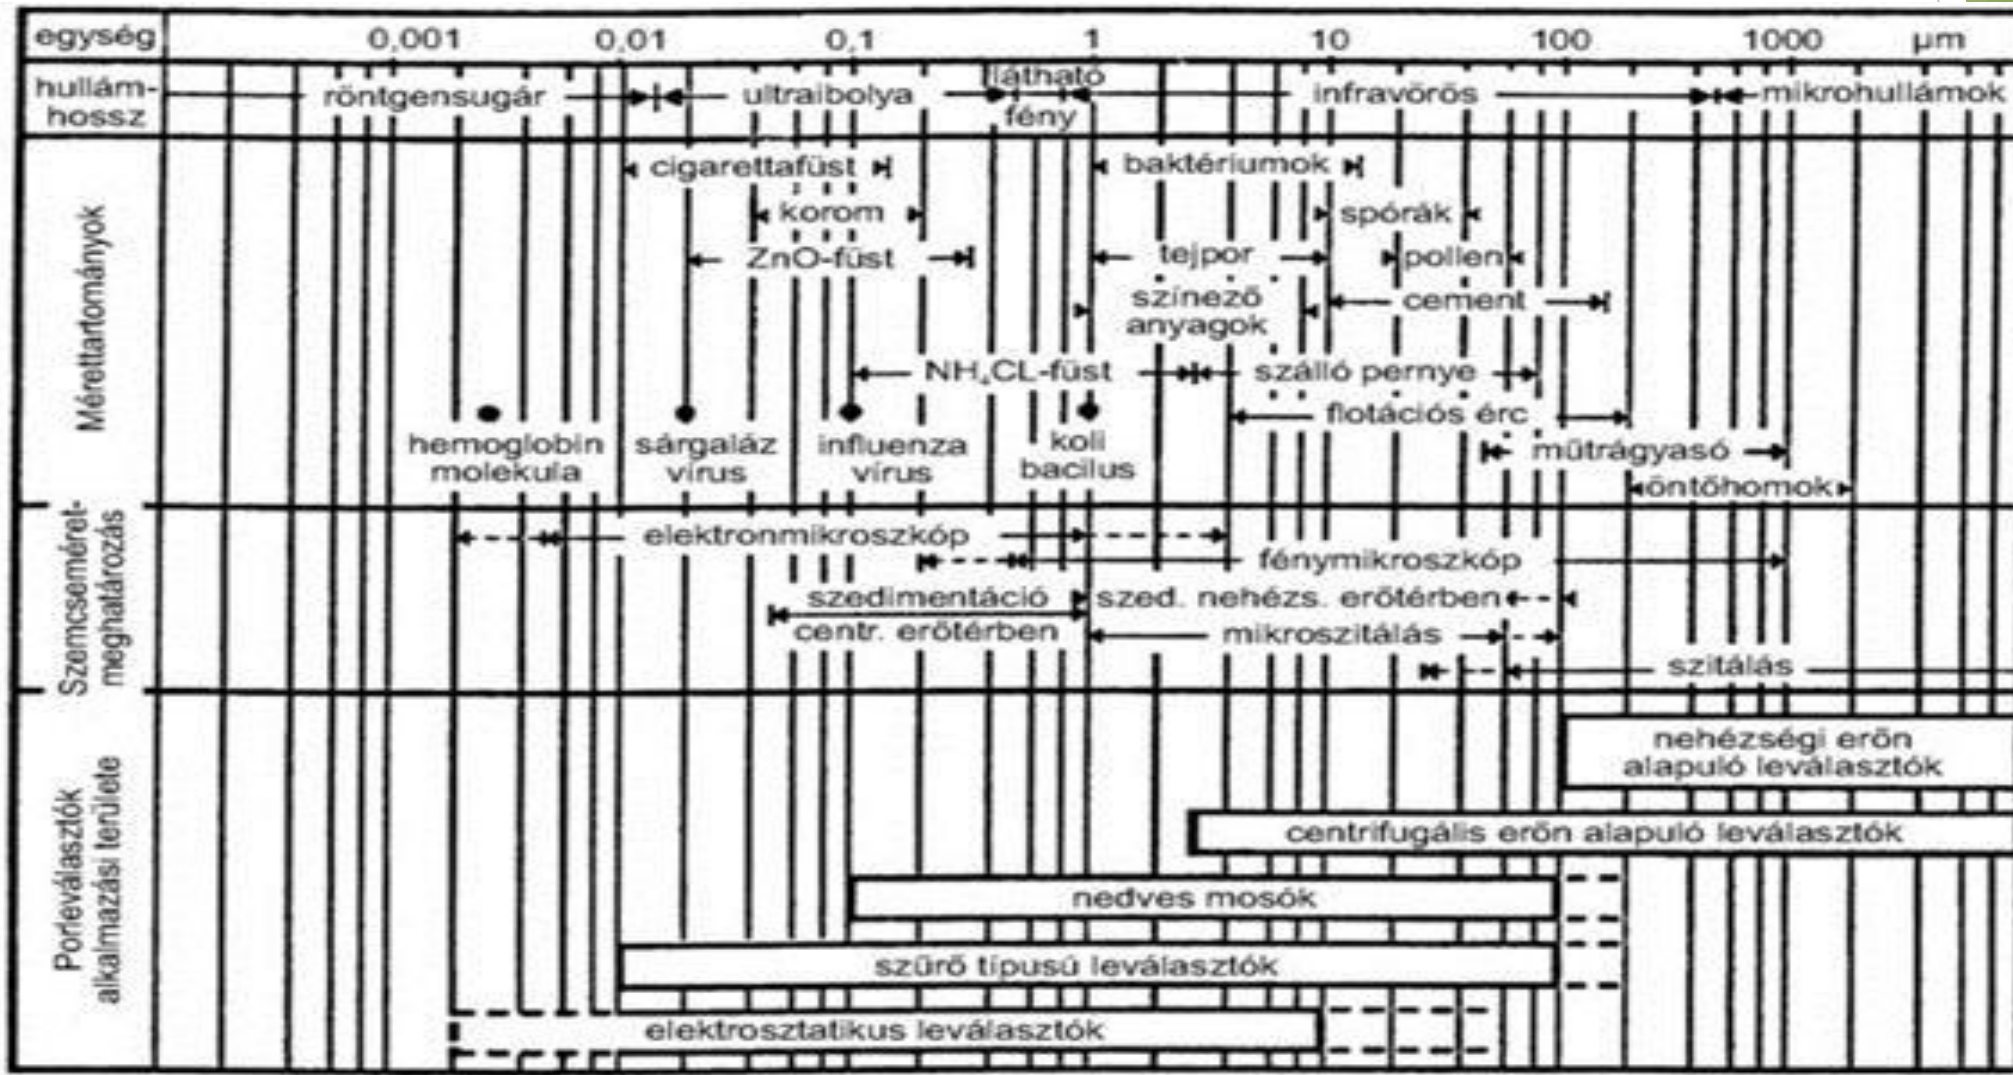 egység 0,001 0,01 0,1 1 10 100 1000 µm
hullám-
hossz
röntgensugár
ultraibolya
látható
fény
infravörös
mikrohullámok
Mérettartományok
cigarettafüst
baktériumok
korom
spórák
ZnO-füst
tejpor
pollen
színező
anyagok
cement
NH₄CL-füst
szálló pernye
flotációs érc
hemoglobin
molekula
sárgaláz
vírus
influenza
vírus
koli
bacilus
műtrágyasó
öntőhomok
Szemcseméret-
meghatározás
elektronmikroszkóp
fénymikroszkóp
szedimentáció
centr. erőtérben
szed. nehézs. erőtérben
mikroszitálás
szitálás
Porleválasztók
alkalmazási területe
nehézségi erőn
alapuló leválasztók
centrifugális erőn alapuló leválasztók
nedves mosók
szűrő típusú leválasztók
elektrosztatikus leválasztók